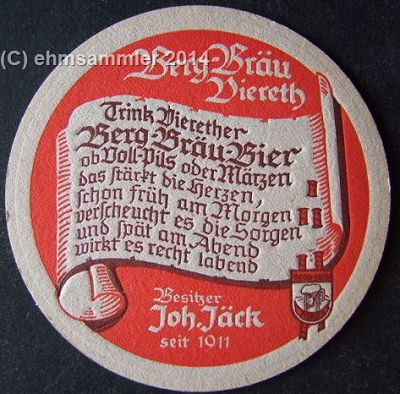 (C) ehmsammler 2014
Berg-Bräu
Viereth
Trink Vierether
Berg-Bräu-Bier
ob Voll-Pils oder Märzen
das stärkt die Herzen,
schon früh am Morgen
verscheucht es die Sorgen
und spät am Abend
wirkt es recht labend
Besitzer
Joh. Jäck
seit 1911